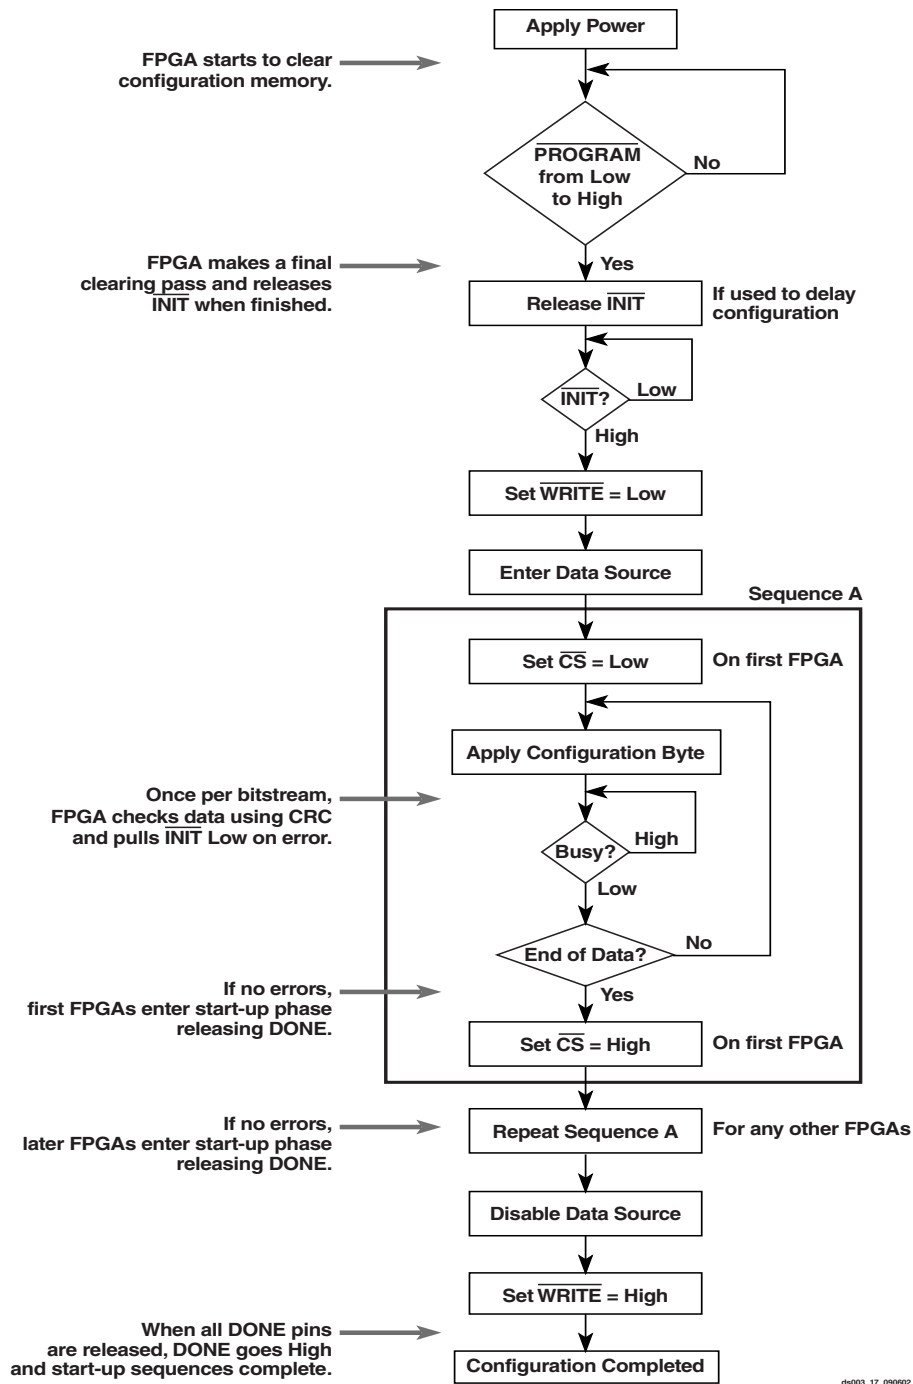 Apply Power
FPGA starts to clear
configuration memory.
PROGRAM
from Low
to High
No
Yes
FPGA makes a final
clearing pass and releases
INIT when finished.
Release INIT
If used to delay
configuration
INIT?
Low
High
Set WRITE = Low
Enter Data Source
Sequence A
Set CS = Low
On first FPGA
Apply Configuration Byte
Once per bitstream,
FPGA checks data using CRC
and pulls INIT Low on error.
Busy?
High
Low
End of Data?
No
Yes
If no errors,
first FPGAs enter start-up phase
releasing DONE.
Set CS = High
On first FPGA
If no errors,
later FPGAs enter start-up phase
releasing DONE.
Repeat Sequence A
For any other FPGAs
Disable Data Source
Set WRITE = High
When all DONE pins
are released, DONE goes High
and start-up sequences complete.
Configuration Completed
ds003_17_090602